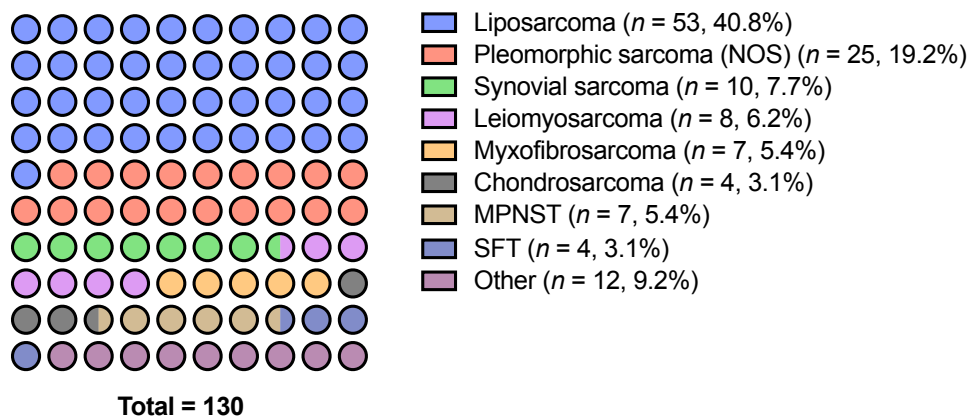 Liposarcoma (n = 53, 40.8%)
Pleomorphic sarcoma (NOS) (n = 25, 19.2%)
Synovial sarcoma (n = 10, 7.7%)
Leiomyosarcoma (n = 8, 6.2%)
Myxofibrosarcoma (n = 7, 5.4%)
Chondrosarcoma (n = 4, 3.1%)
MPNST (n = 7, 5.4%)
SFT (n = 4, 3.1%)
Other (n = 12, 9.2%)
Total = 130